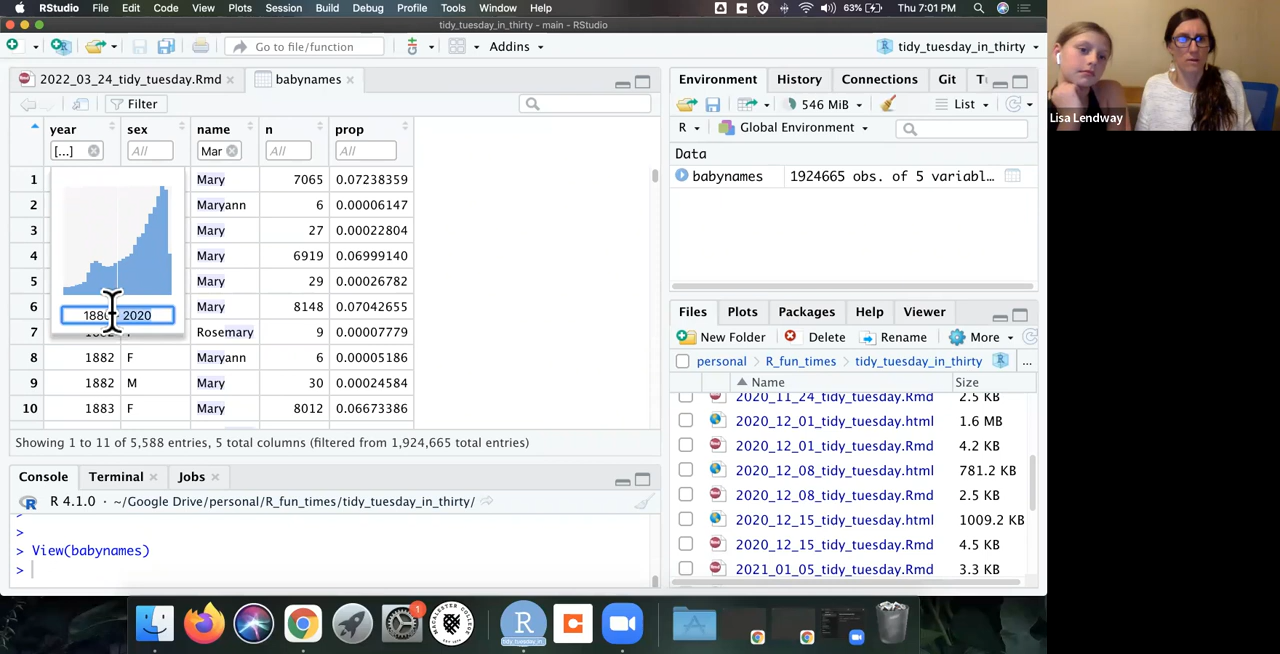 RStudio File Edit Code View Plots Session Build Debug Profile Tools Window Help 63% Thu 7:01 PM
tidy_tuesday_in_thirty - main - RStudio
Go to file/function Addins tidy_tuesday_in_thirty
2022_03_24_tidy_tuesday.Rmd babynames
Filter
year sex name n prop
[...] All Mar All All
1 Mary 7065 0.07238359
2 Maryann 6 0.00006147
3 Mary 27 0.00022804
4 Mary 6919 0.06999140
5 Mary 29 0.00026782
6 Mary 8148 0.07042655
7 Rosemary 9 0.00007779
8 1882 F Maryann 6 0.00005186
9 1882 M Mary 30 0.00024584
10 1883 F Mary 8012 0.06673386
1880 - 2020
Showing 1 to 11 of 5,588 entries, 5 total columns (filtered from 1,924,665 total entries)
Console Terminal Jobs
R 4.1.0 · ~/Google Drive/personal/R_fun_times/tidy_tuesday_in_thirty/
>
>
> View(babynames)
>
Environment History Connections Git
546 MiB List
R Global Environment
Data
babynames 1924665 obs. of 5 variabl…
Files Plots Packages Help Viewer
New Folder Delete Rename More
personal R_fun_times tidy_tuesday_in_thirty ...
Name Size
2020_11_24_tidy_tuesday.Rmd 2.5 KB
2020_12_01_tidy_tuesday.html 1.6 MB
2020_12_01_tidy_tuesday.Rmd 4.2 KB
2020_12_08_tidy_tuesday.html 781.2 KB
2020_12_08_tidy_tuesday.Rmd 2.5 KB
2020_12_15_tidy_tuesday.html 1009.2 KB
2020_12_15_tidy_tuesday.Rmd 4.5 KB
2021_01_05_tidy_tuesday.Rmd 3.3 KB
Lisa Lendway
1